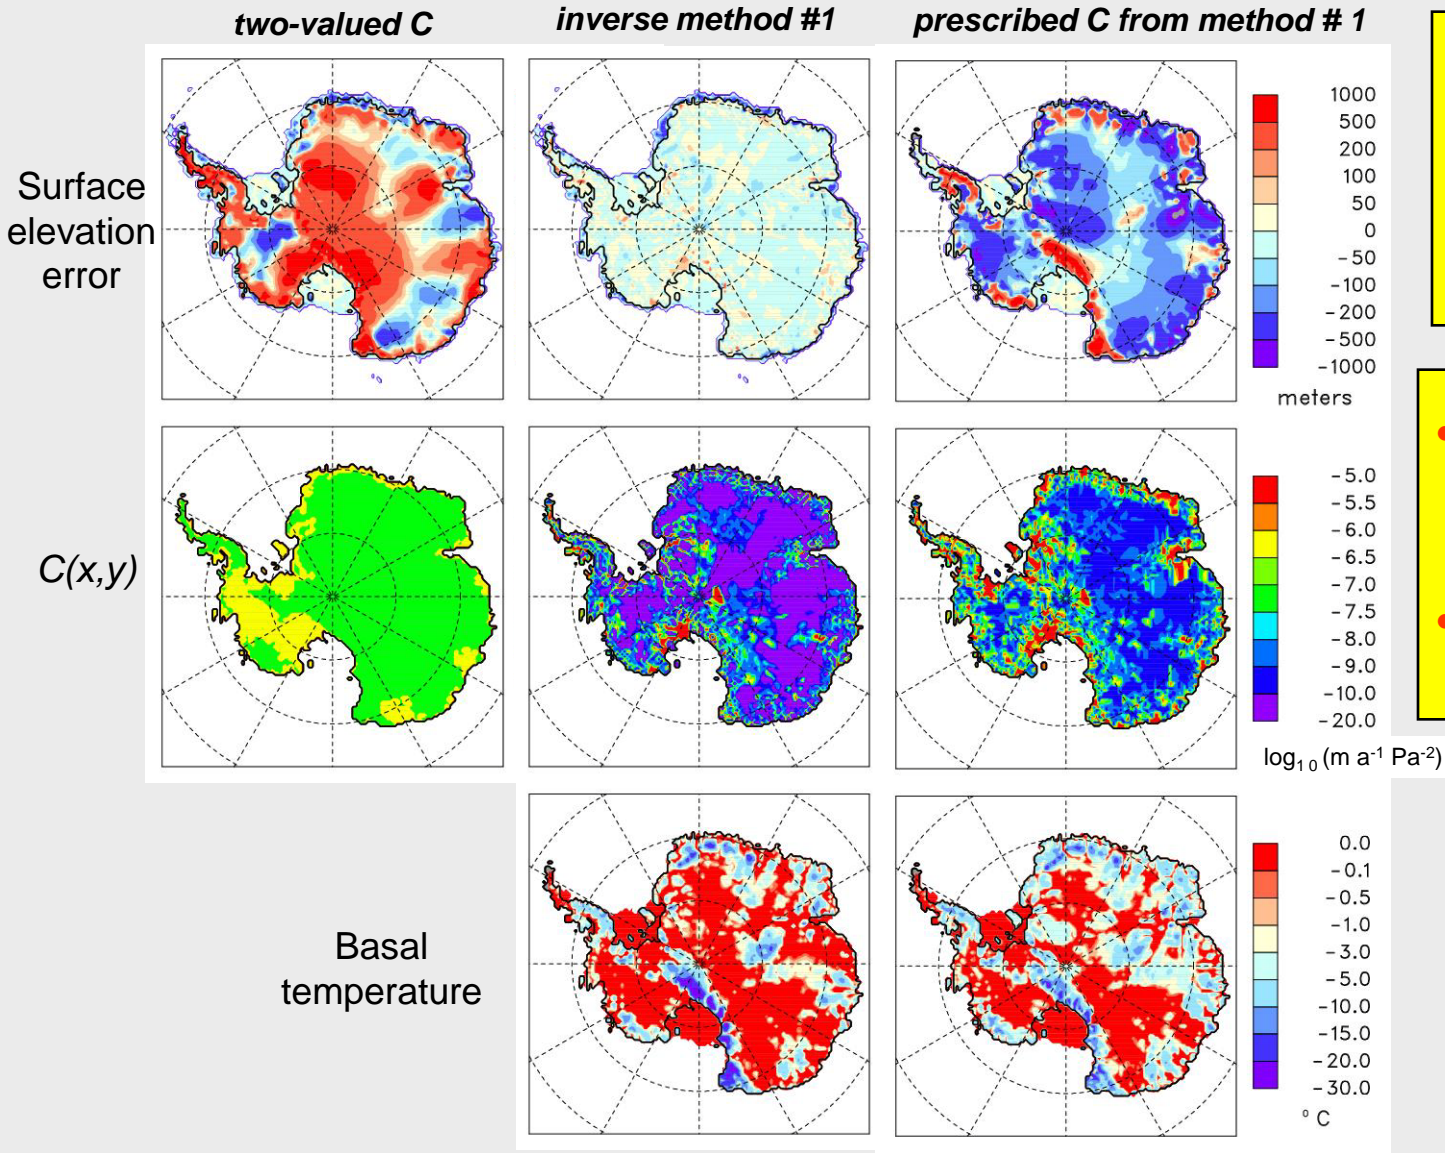 two-valued C
inverse method #1
prescribed C from method # 1
Surface
elevation
error
1000
500
200
100
50
0
-50
-100
-200
-500
-1000
meters
C(x,y)
-5.0
-5.5
-6.0
-6.5
-7.0
-7.5
-8.0
-9.0
-10.0
-20.0
log₁₀ (m a⁻¹ Pa⁻²)
Basal
temperature
0.0
-0.1
-0.5
-1.0
-3.0
-5.0
-10.0
-15.0
-20.0
-30.0
° C